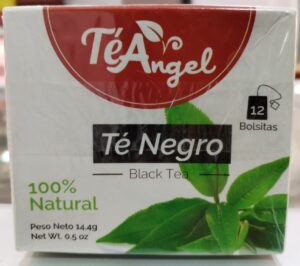 TéAngel
12
Bolsitas
Té Negro
Black Tea
100%
Natural
Peso Neto 14.4g
Net Wt. 0.5 oz